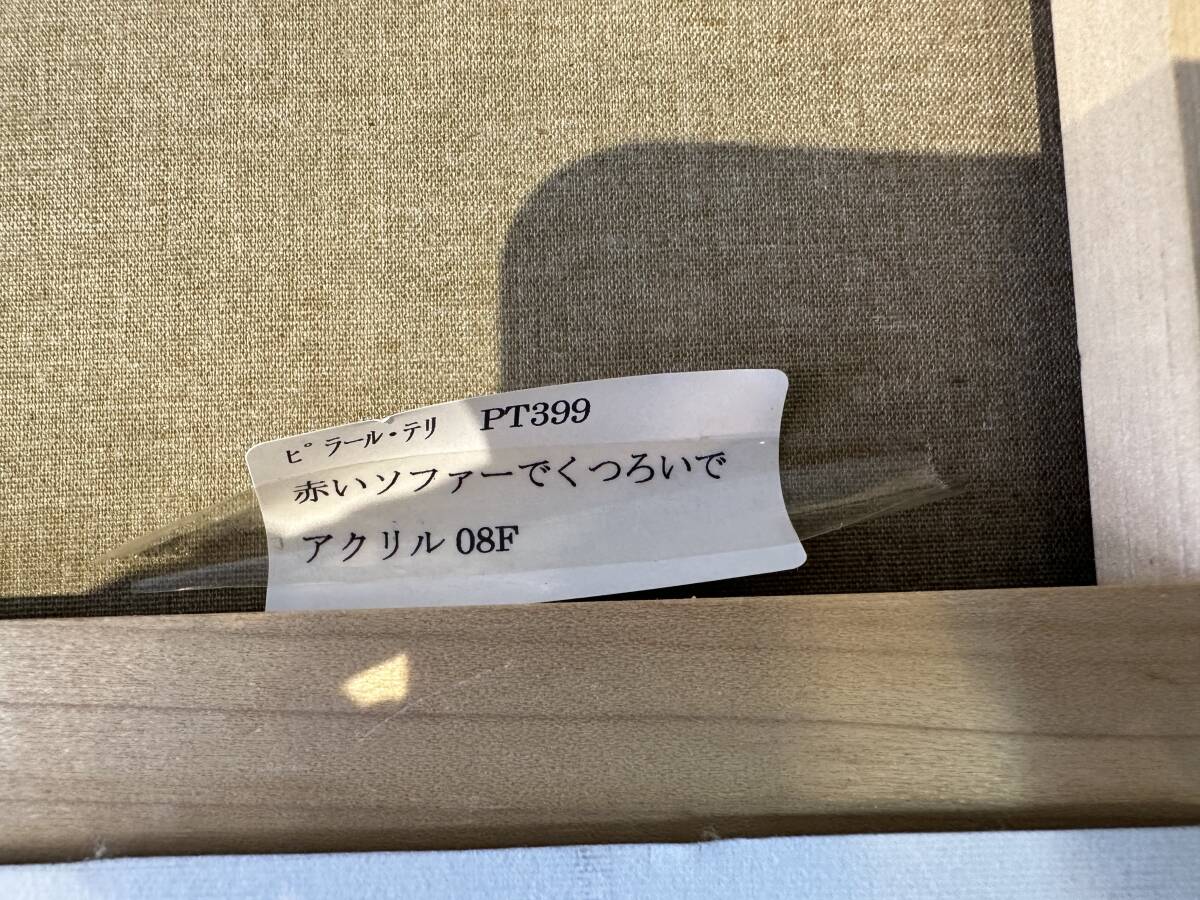 ピラール・テリ PT399
赤いソファーでくつろいで
アクリル 08F